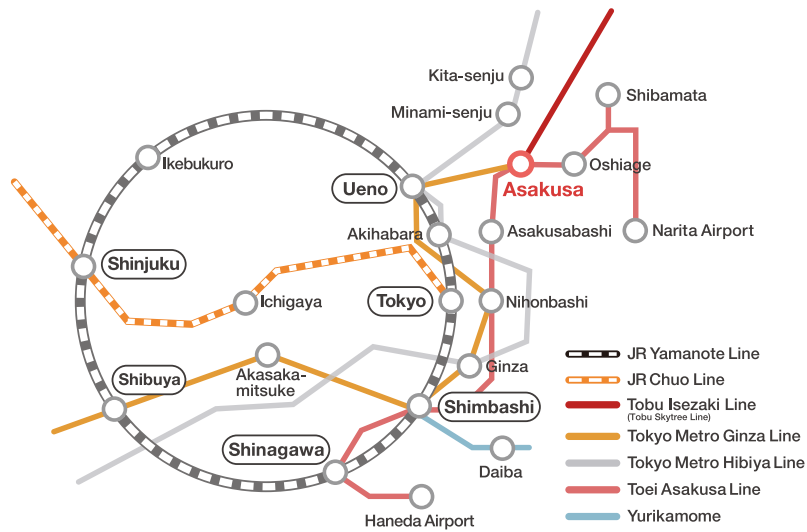 Kita-senju
Minami-senju
Shibamata
Ikebukuro
Ueno
Oshiage
Asakusa
Akihabara
Asakusabashi
Narita Airport
Shinjuku
Ichigaya
Tokyo
Nihonbashi
Shibuya
Akasaka-
mitsuke
Ginza
Shimbashi
Shinagawa
Daiba
Haneda Airport
JR Yamanote Line
JR Chuo Line
Tobu Isezaki Line
(Tobu Skytree Line)
Tokyo Metro Ginza Line
Tokyo Metro Hibiya Line
Toei Asakusa Line
Yurikamome